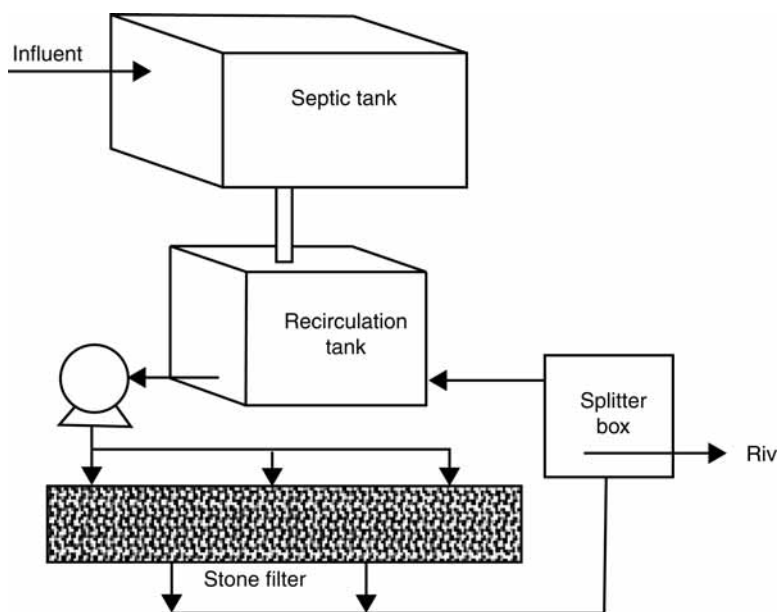 Influent
Septic tank
Recirculation
tank
Splitter
box
Riv
Stone filter